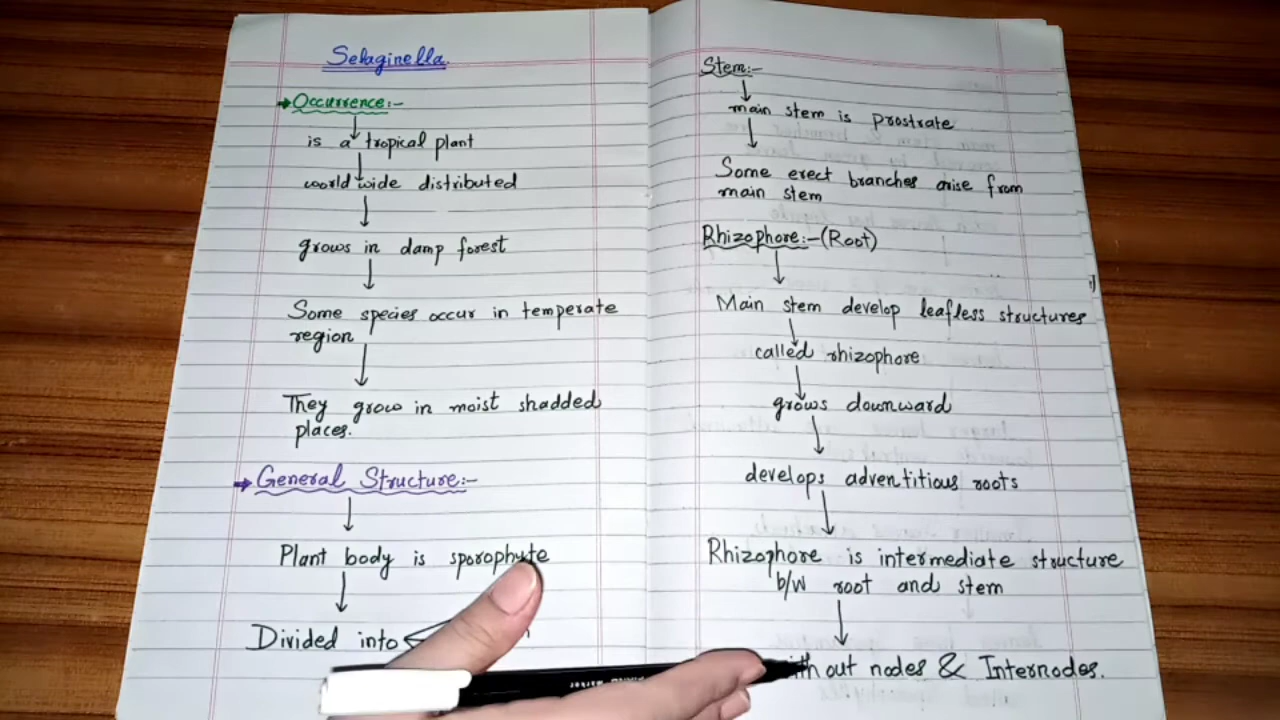 Selaginella
Occurrence:-
is a tropical plant
world wide distributed
grows in damp forest
Some species occur in temperate
region
They grow in moist shadded
places.
General Structure:-
Plant body is sporophyte
Divided into
Stem:-
main stem is prostrate
Some erect branches arise from
main stem
Rhizophore:-(Root)
Main stem develop leafless structures
called rhizophore
grows downward
develops adventitious roots
Rhizophore is intermediate structure
b/w root and stem
out nodes & Internodes.